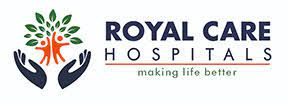 ROYAL CARE
HOSPITALS
making life better